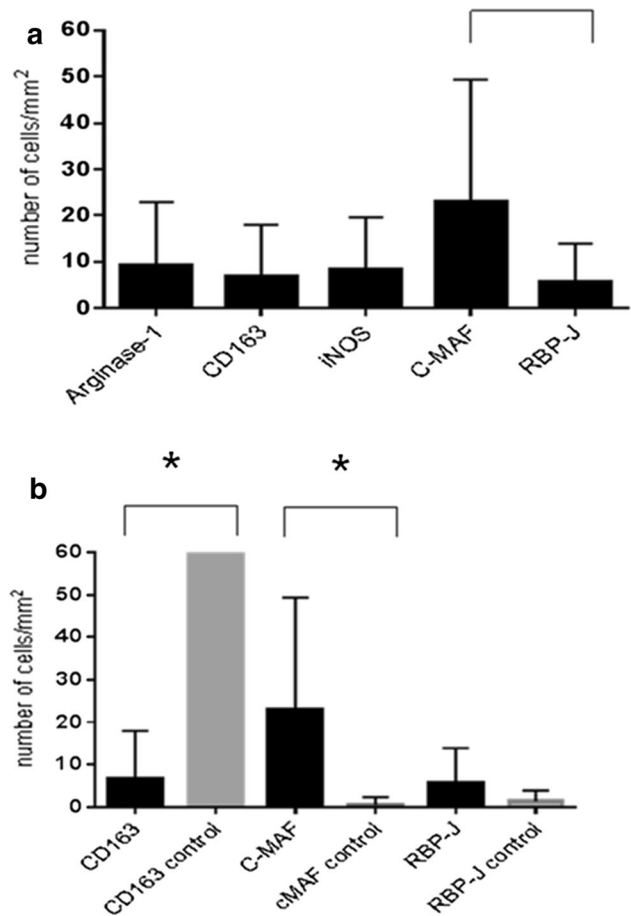 a
number of cells/mm²
60
50
40
30
20
10
0
Arginase-1
CD163
iNOS
C-MAF
RBP-J
b
*
*
number of cells/mm²
60
50
40
30
20
10
0
CD163
CD163 control
C-MAF
cMAF control
RBP-J
RBP-J control